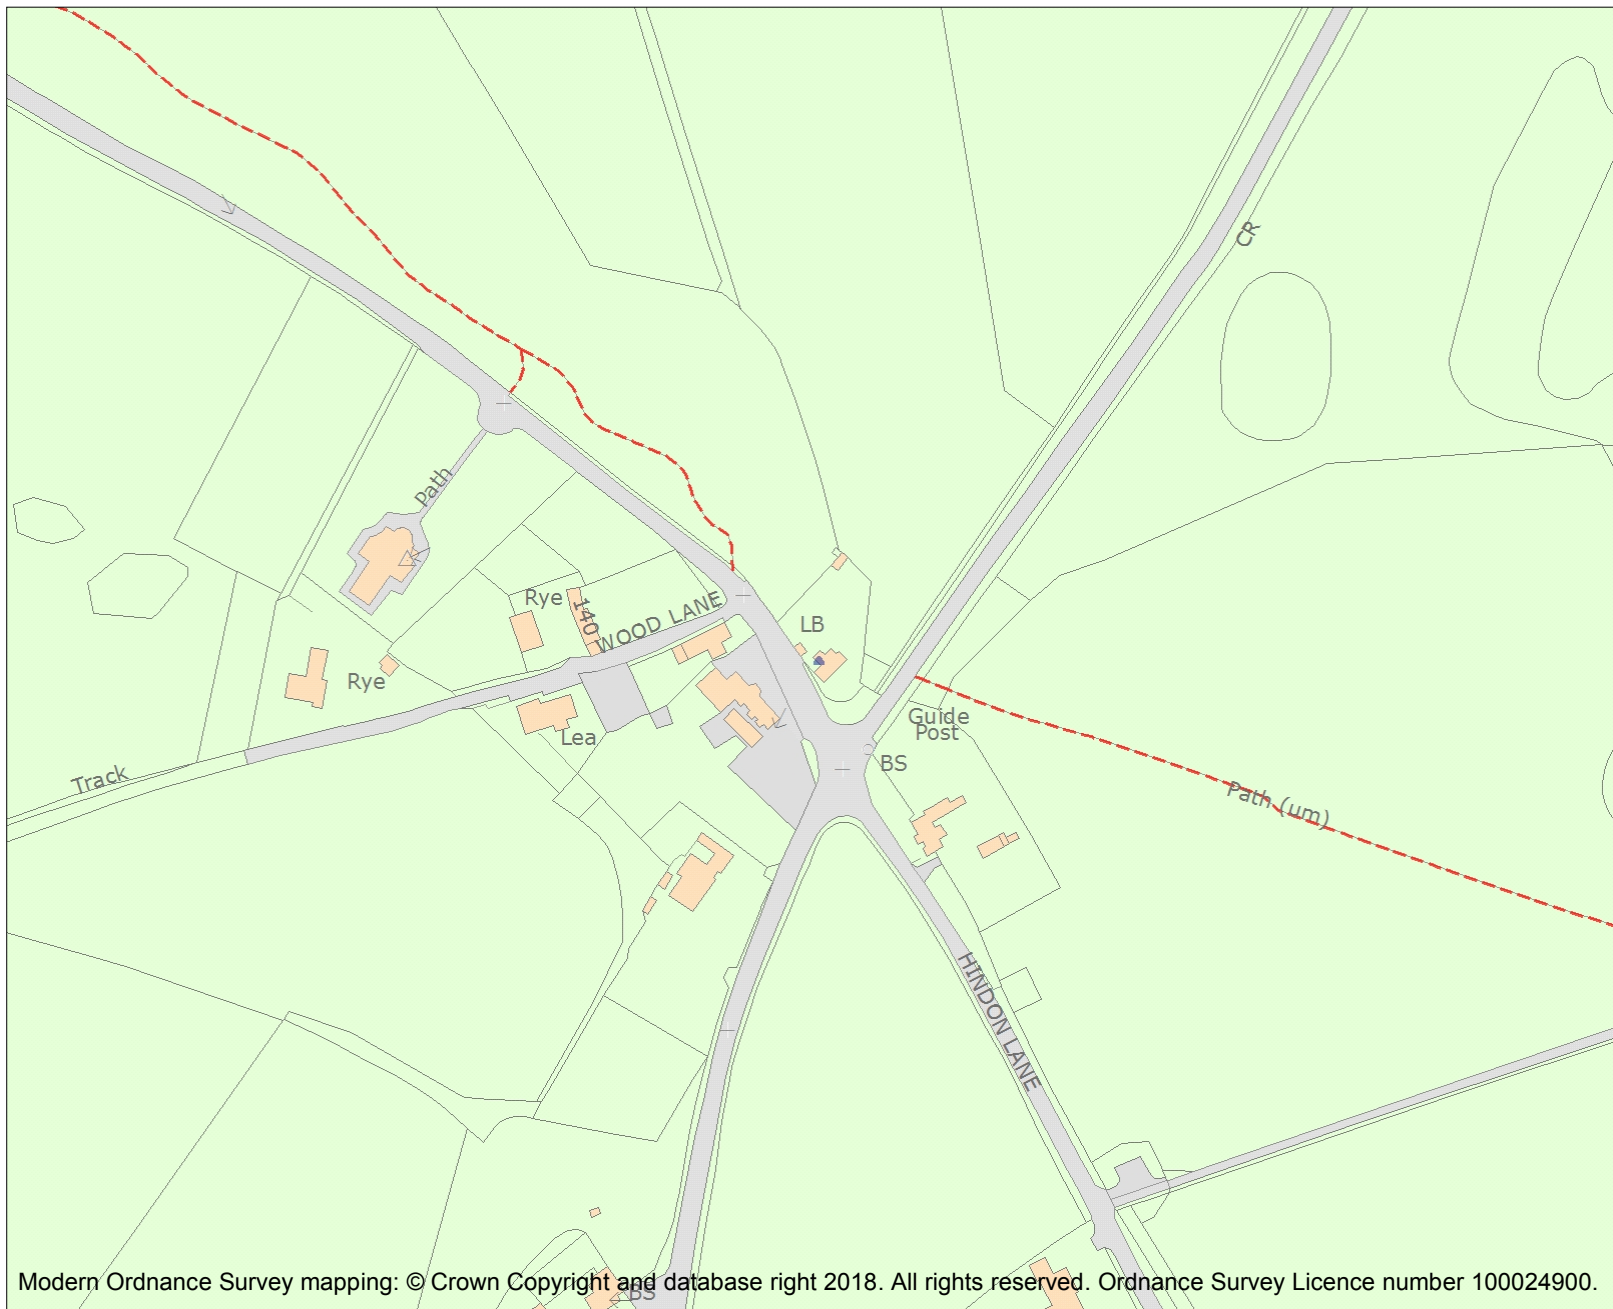 CR
Path
Rye
140
WOOD LANE
LB
Rye
Lea
Guide
Post
BS
Track
Path (um)
HINDON LANE
BS
Modern Ordnance Survey mapping: © Crown Copyright and database right 2018. All rights reserved. Ordnance Survey Licence number 100024900.